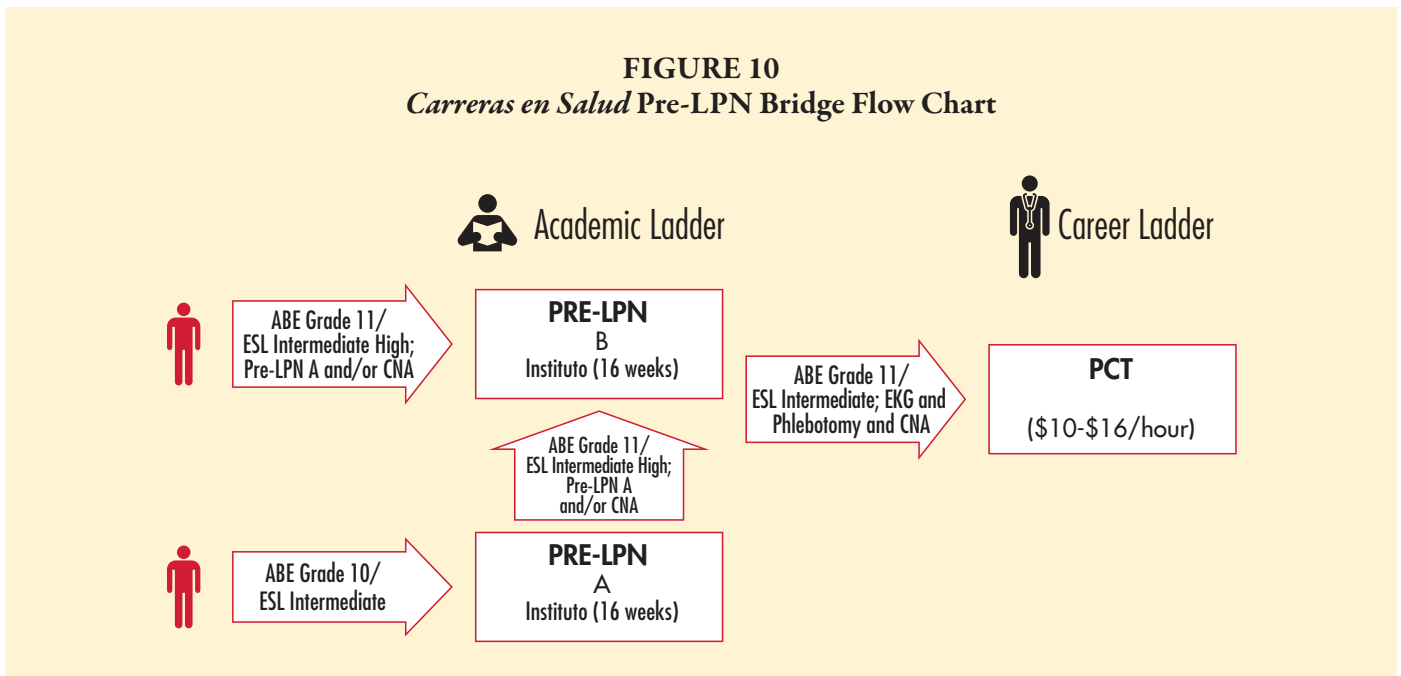 FIGURE 10
Carreras en Salud Pre-LPN Bridge Flow Chart
Academic Ladder
Career Ladder
ABE Grade 11/
ESL Intermediate High;
Pre-LPN A and/or CNA
PRE-LPN
B
Instituto (16 weeks)
ABE Grade 11/
ESL Intermediate; EKG and
Phlebotomy and CNA
PCT
($10-$16/hour)
ABE Grade 11/
ESL Intermediate High;
Pre-LPN A
and/or CNA
ABE Grade 10/
ESL Intermediate
PRE-LPN
A
Instituto (16 weeks)